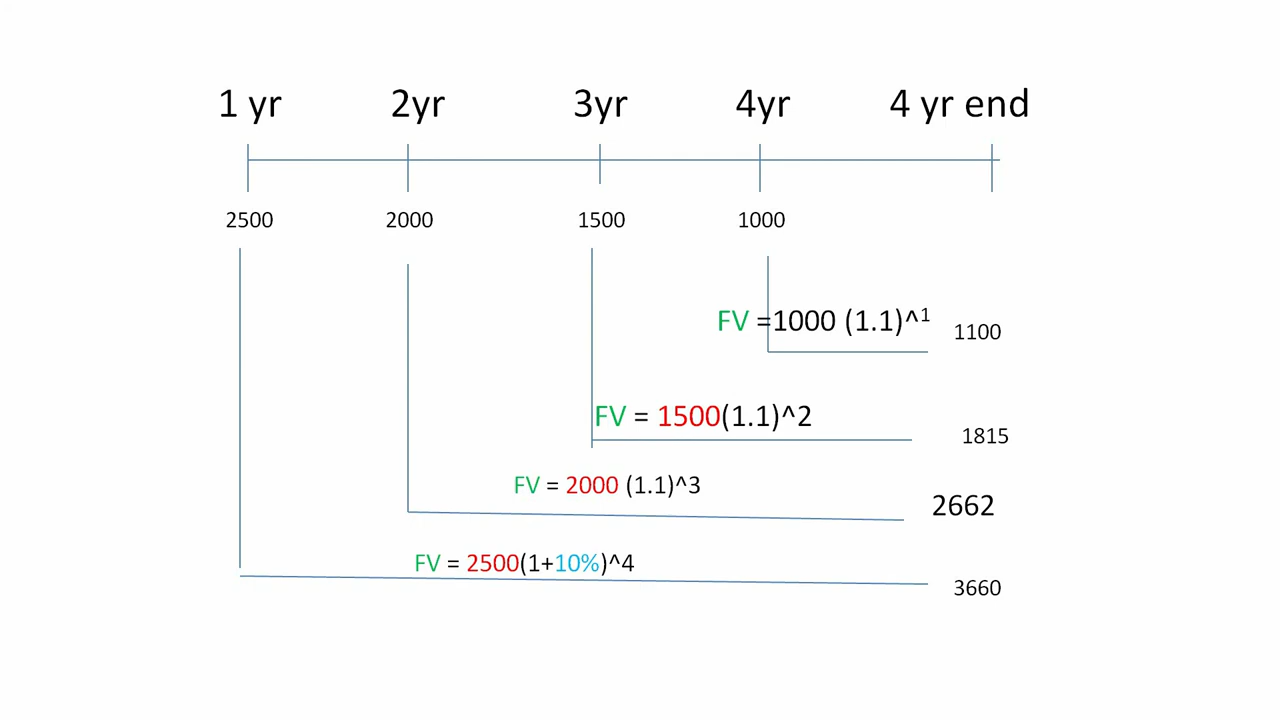 1 yr 2yr 3yr 4yr 4 yr end
2500 2000 1500 1000
FV =1000 (1.1)^1 1100
FV = 1500(1.1)^2 1815
FV = 2000 (1.1)^3 2662
FV = 2500(1+10%)^4 3660